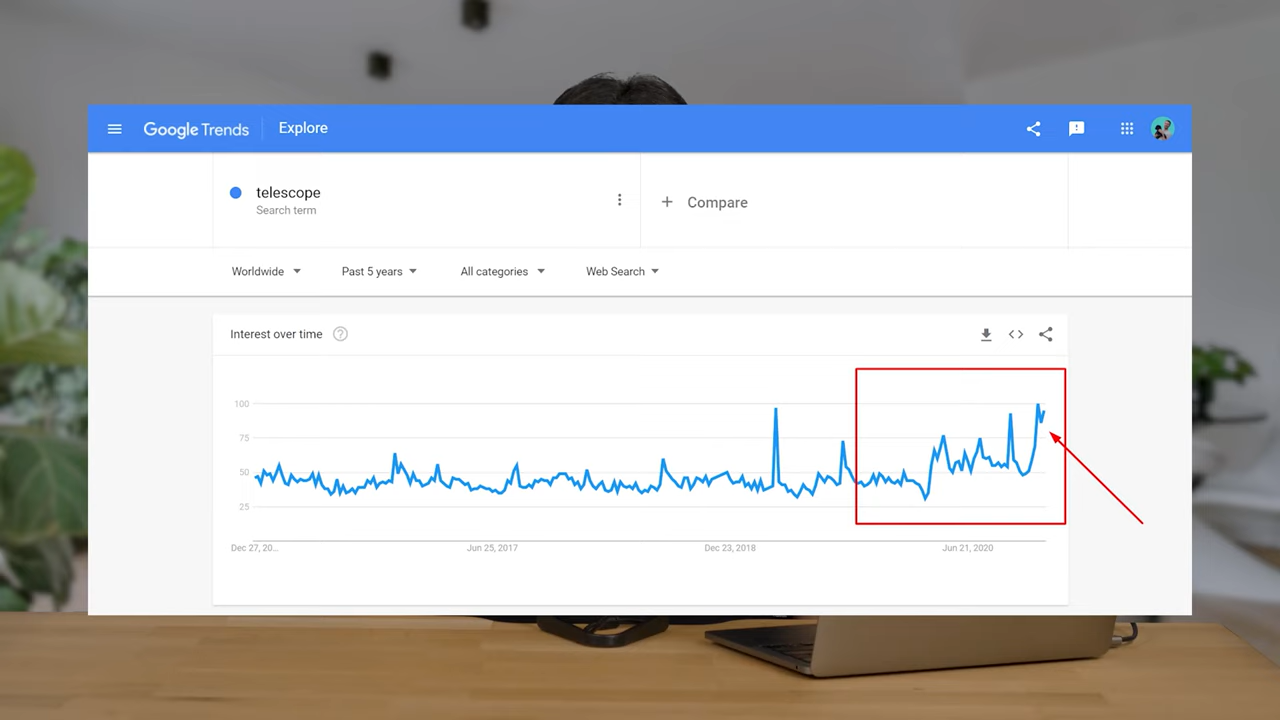 Google Trends Explore
telescope
Search term
+ Compare
Worldwide Past 5 years All categories Web Search
Interest over time ?
100
75
50
25
Dec 27, 20... Jun 25, 2017 Dec 23, 2018 Jun 21, 2020